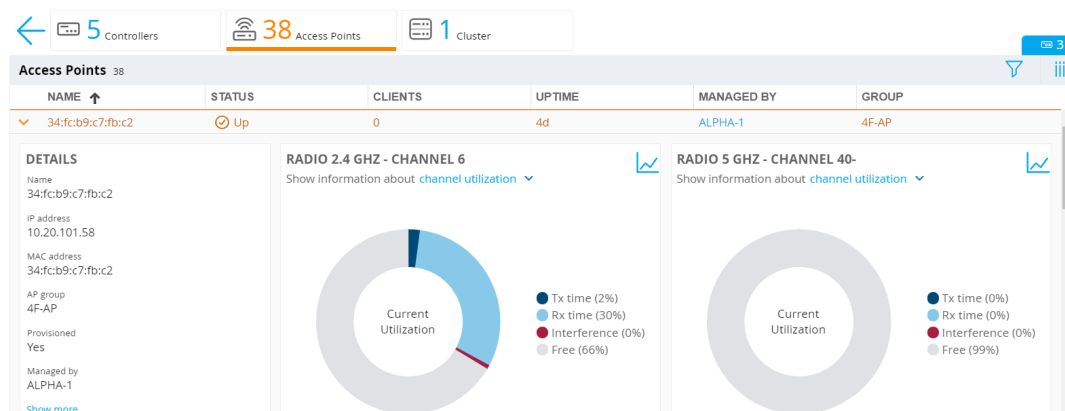 5 Controllers
38 Access Points
1 Cluster
3
Access Points 38
NAME STATUS CLIENTS UPTIME MANAGED BY GROUP
34:fc:b9:c7:fb:c2 Up 0 4d ALPHA-1 4F-AP
DETAILS
Name
34:fc:b9:c7:fb:c2
IP address
10.20.101.58
MAC address
34:fc:b9:c7:fb:c2
AP group
4F-AP
Provisioned
Yes
Managed by
ALPHA-1
Show more
RADIO 2.4 GHZ - CHANNEL 6
Show information about channel utilization
Current
Utilization
Tx time (2%)
Rx time (30%)
Interference (0%)
Free (66%)
RADIO 5 GHZ - CHANNEL 40-
Show information about channel utilization
Current
Utilization
Tx time (0%)
Rx time (0%)
Interference (0%)
Free (99%)